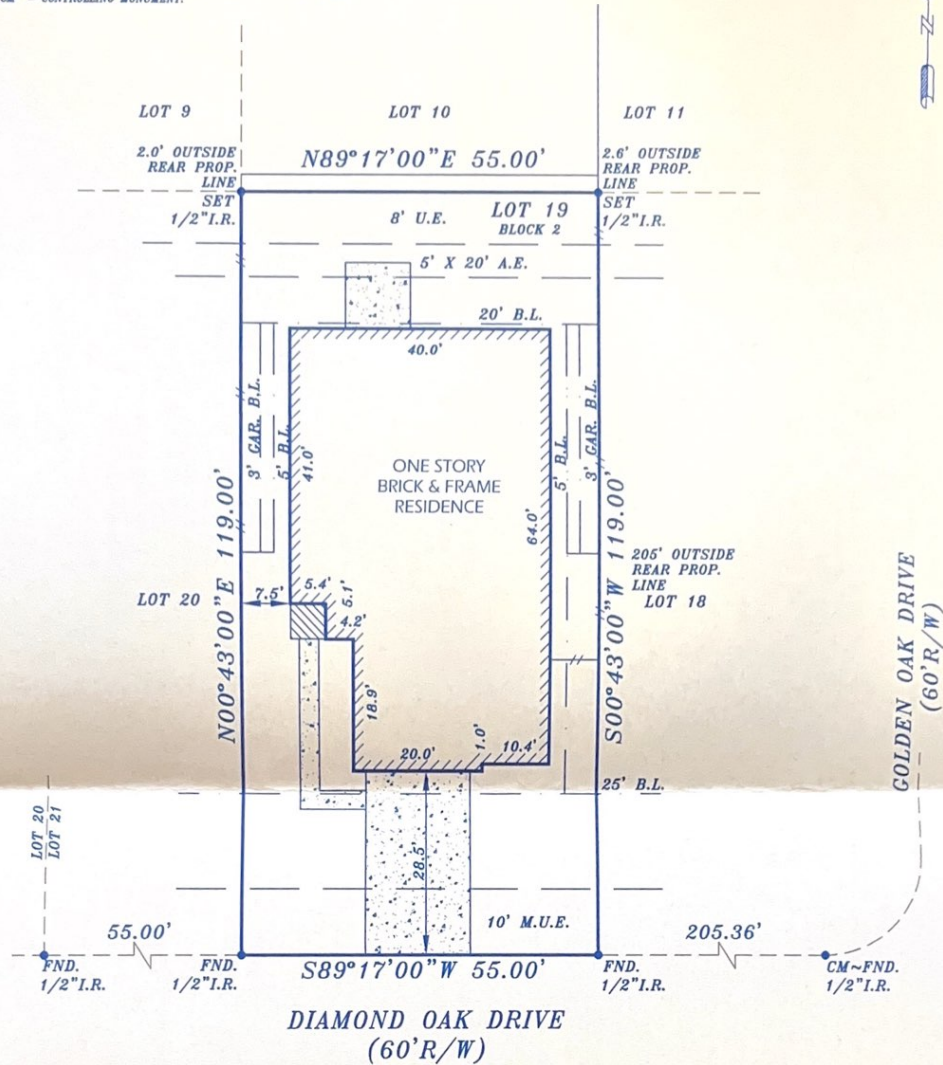 LOT 9
LOT 10
LOT 11
2.0' OUTSIDE
REAR PROP.
LINE
N89°17'00"E 55.00'
2.6' OUTSIDE
REAR PROP.
LINE
SET
1/2"I.R.
8' U.E.
LOT 19
BLOCK 2
SET
1/2"I.R.
5' X 20' A.E.
20' B.L.
40.0'
3' GAR. B.L.
5' B.L.
41.0'
ONE STORY
BRICK & FRAME
RESIDENCE
64.0'
5' B.L.
3' GAR. B.L.
N00°43'00"E 119.00'
S00°43'00"W 119.00'
205' OUTSIDE
REAR PROP.
LINE
LOT 18
LOT 20
7.5'
5.4'
5.1'
4.2'
18.9'
20.0'
1.0'
10.4'
25' B.L.
GOLDEN OAK DRIVE
(60'R/W)
LOT 20
LOT 21
28.5'
10' M.U.E.
55.00'
205.36'
FND.
1/2"I.R.
FND.
1/2"I.R.
S89°17'00"W 55.00'
FND.
1/2"I.R.
CM~FND.
1/2"I.R.
DIAMOND OAK DRIVE
(60'R/W)